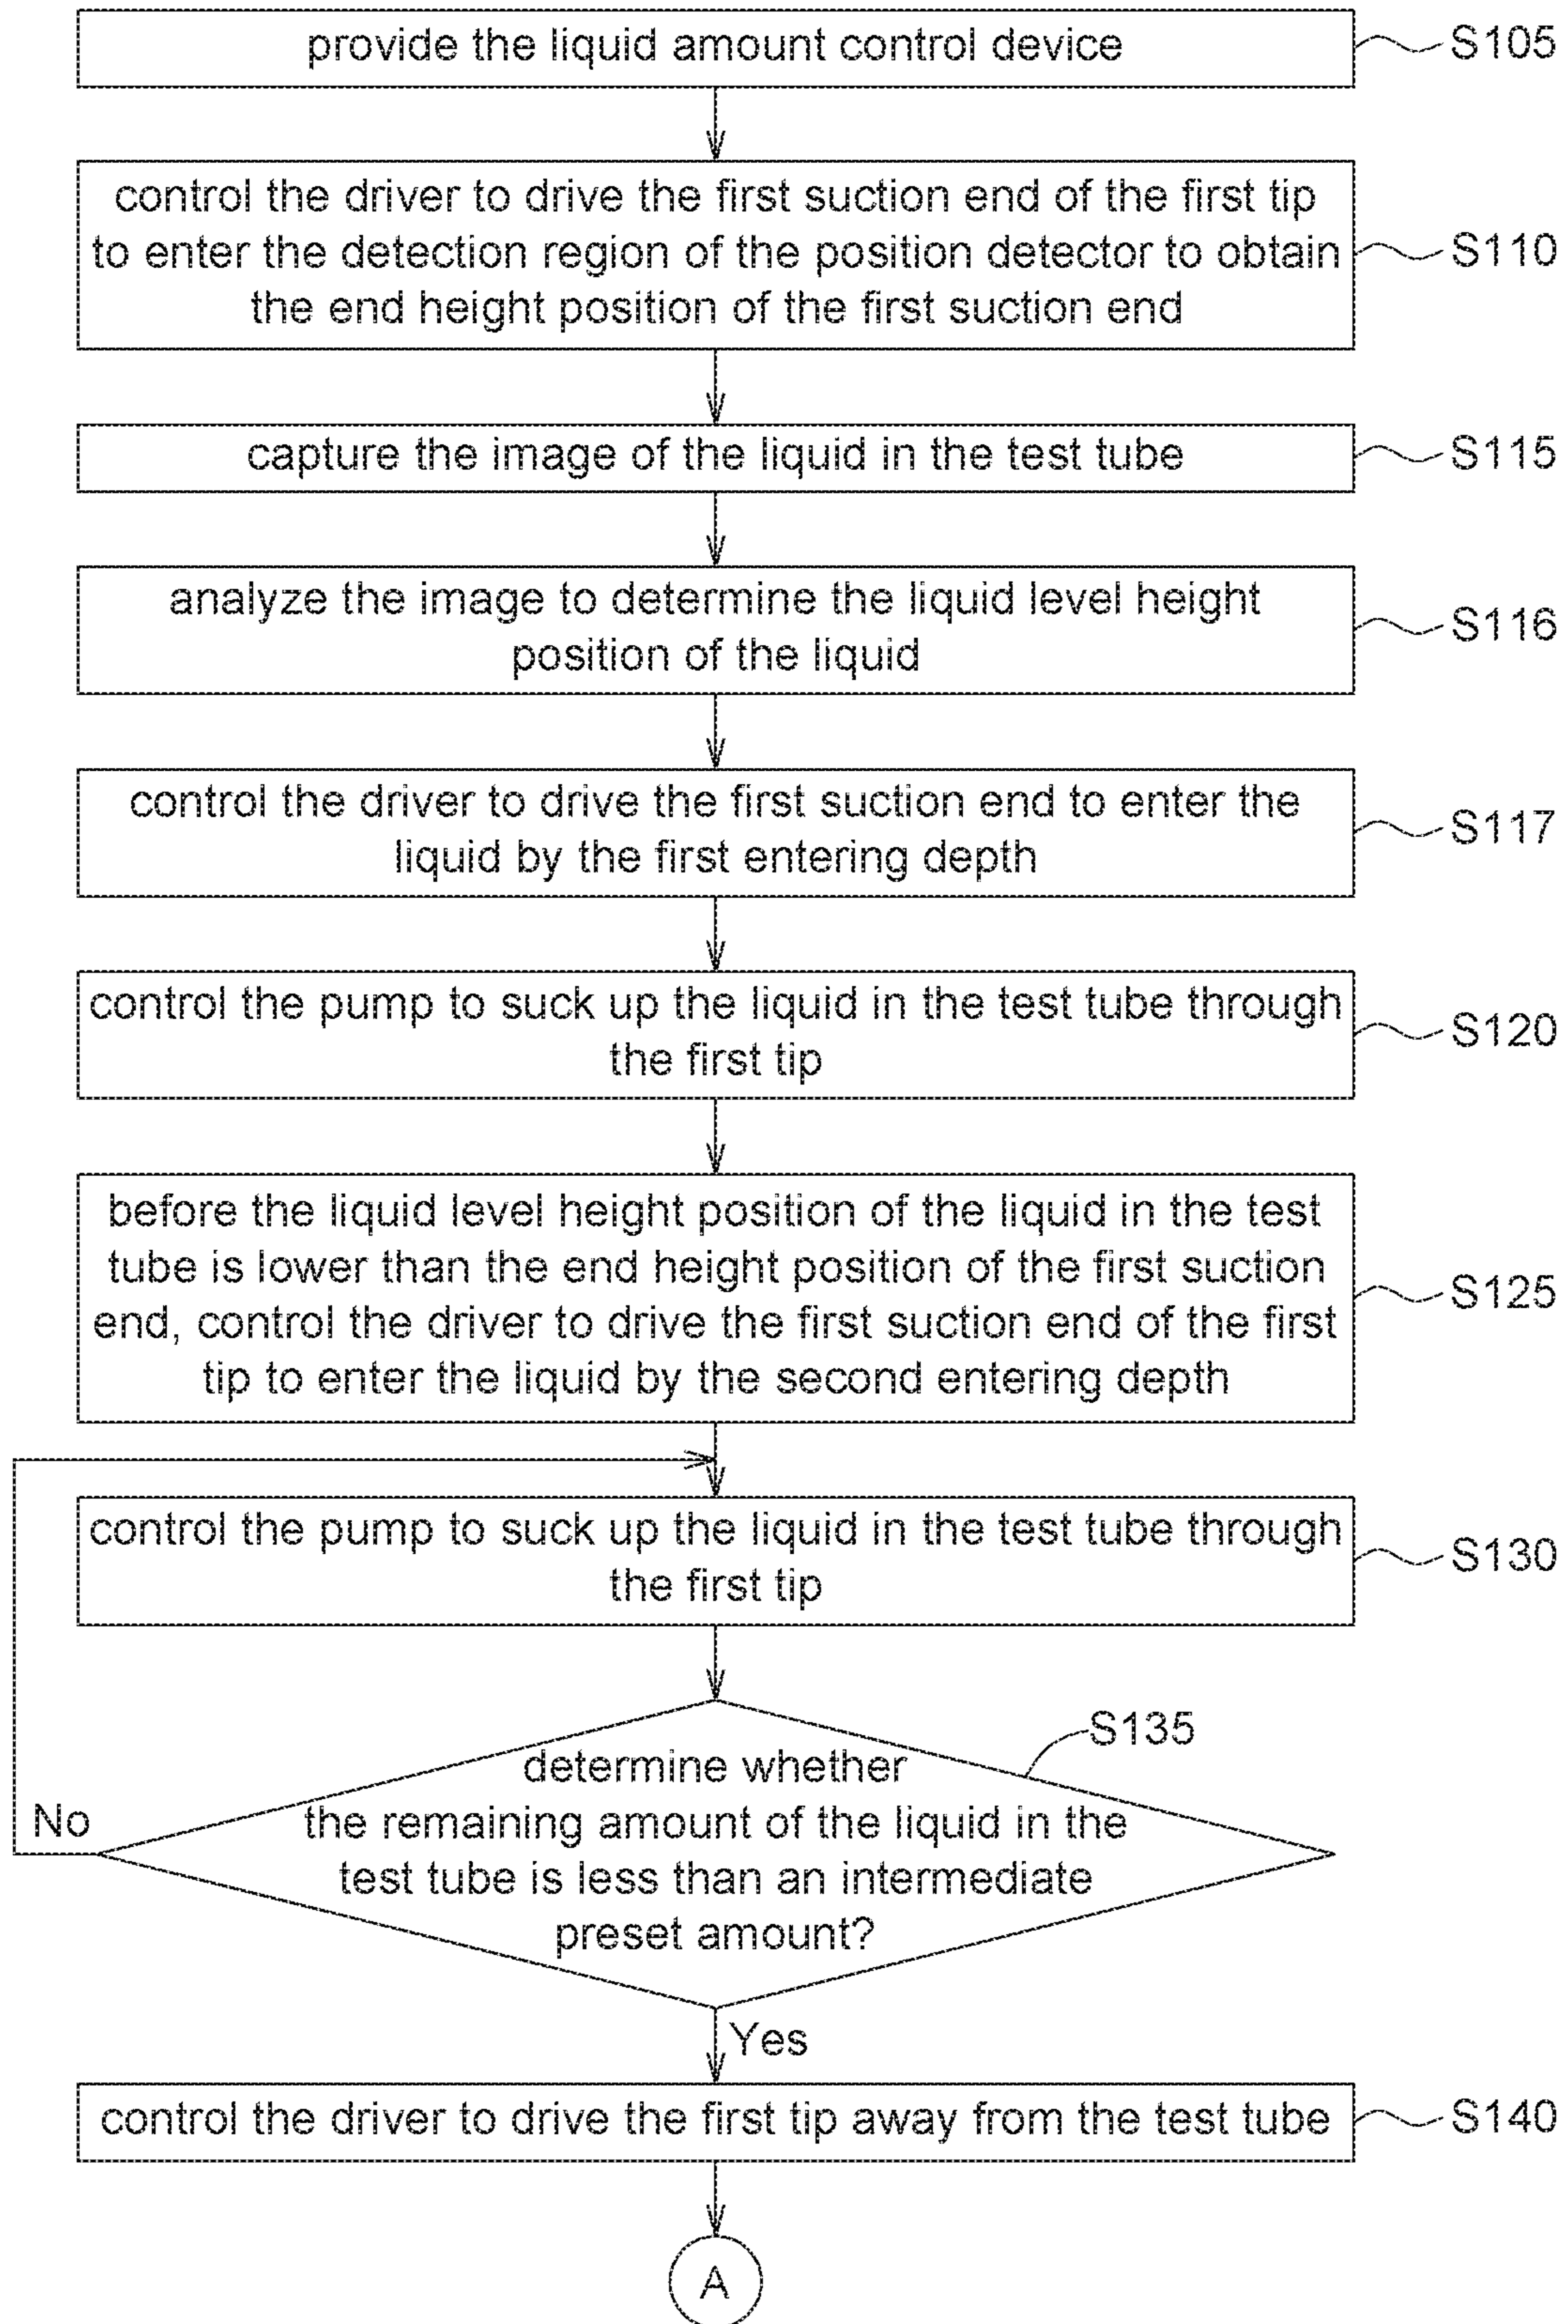 provide the liquid amount control device
S105
control the driver to drive the first suction end of the first tip
to enter the detection region of the position detector to obtain
the end height position of the first suction end
S110
capture the image of the liquid in the test tube
S115
analyze the image to determine the liquid level height
position of the liquid
S116
control the driver to drive the first suction end to enter the
liquid by the first entering depth
S117
control the pump to suck up the liquid in the test tube through
the first tip
S120
before the liquid level height position of the liquid in the test
tube is lower than the end height position of the first suction
end, control the driver to drive the first suction end of the first
tip to enter the liquid by the second entering depth
S125
control the pump to suck up the liquid in the test tube through
the first tip
S130
S135
determine whether
the remaining amount of the liquid in the
test tube is less than an intermediate
preset amount?
No
Yes
control the driver to drive the first tip away from the test tube
S140
A